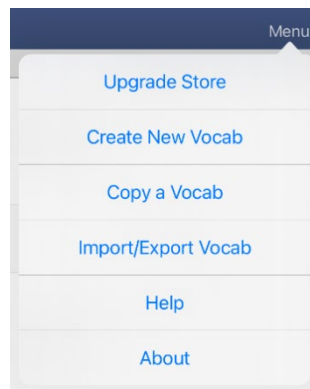 Menu
Upgrade Store
Create New Vocab
Copy a Vocab
Import/Export Vocab
Help
About